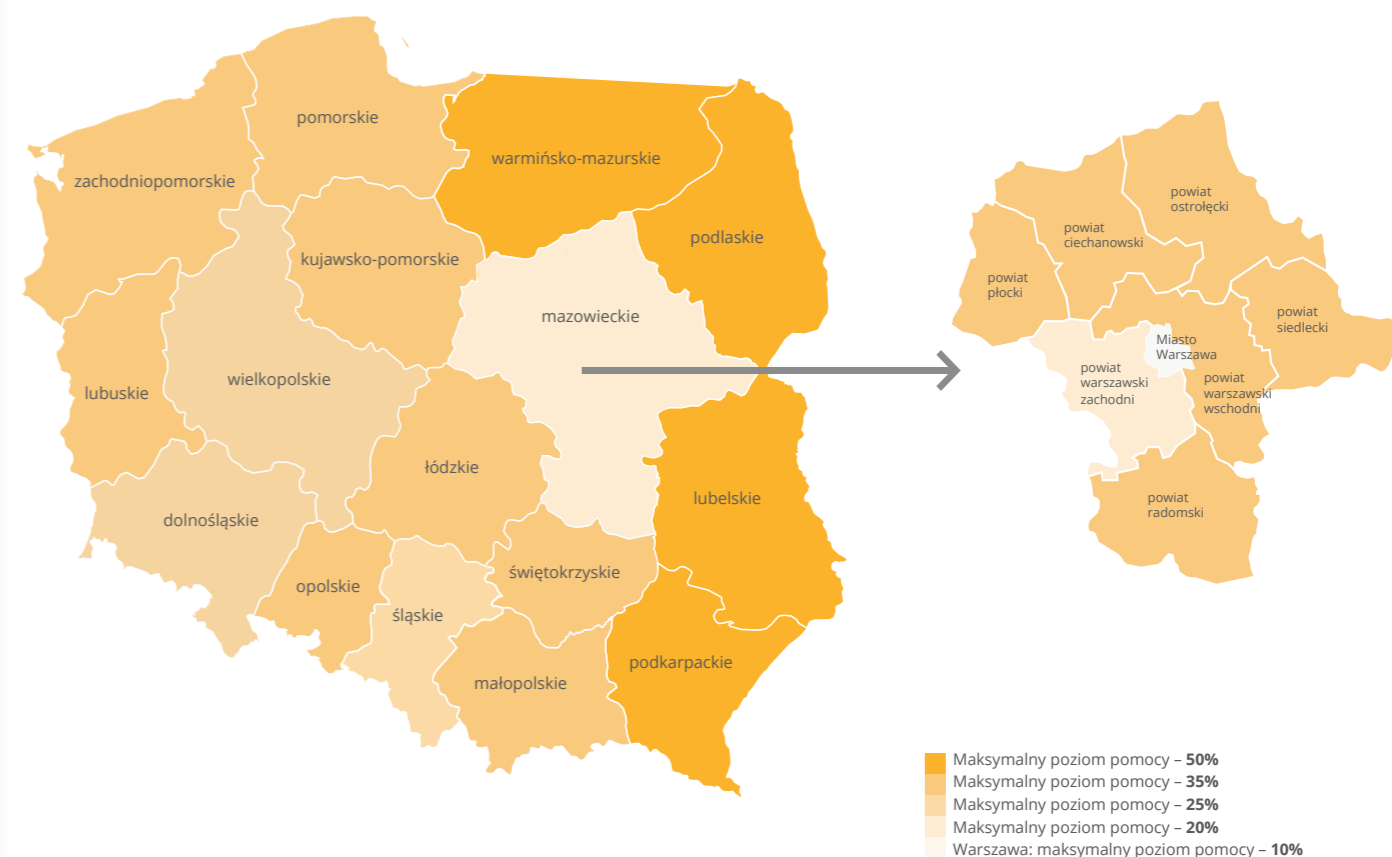 pomorskie
warmińsko-mazurskie
zachodniopomorskie
podlaskie
kujawsko-pomorskie
mazowieckie
wielkopolskie
lubuskie
łódzkie
lubelskie
dolnośląskie
świętokrzyskie
opolskie
śląskie
podkarpackie
małopolskie
powiat
ostrołęcki
powiat
ciechanowski
powiat
płocki
powiat
siedlecki
Miasto
Warszawa
powiat
warszawski
zachodni
powiat
warszawski
wschodni
powiat
radomski
Maksymalny poziom pomocy – 50%
Maksymalny poziom pomocy – 35%
Maksymalny poziom pomocy – 25%
Maksymalny poziom pomocy – 20%
Warszawa: maksymalny poziom pomocy – 10%